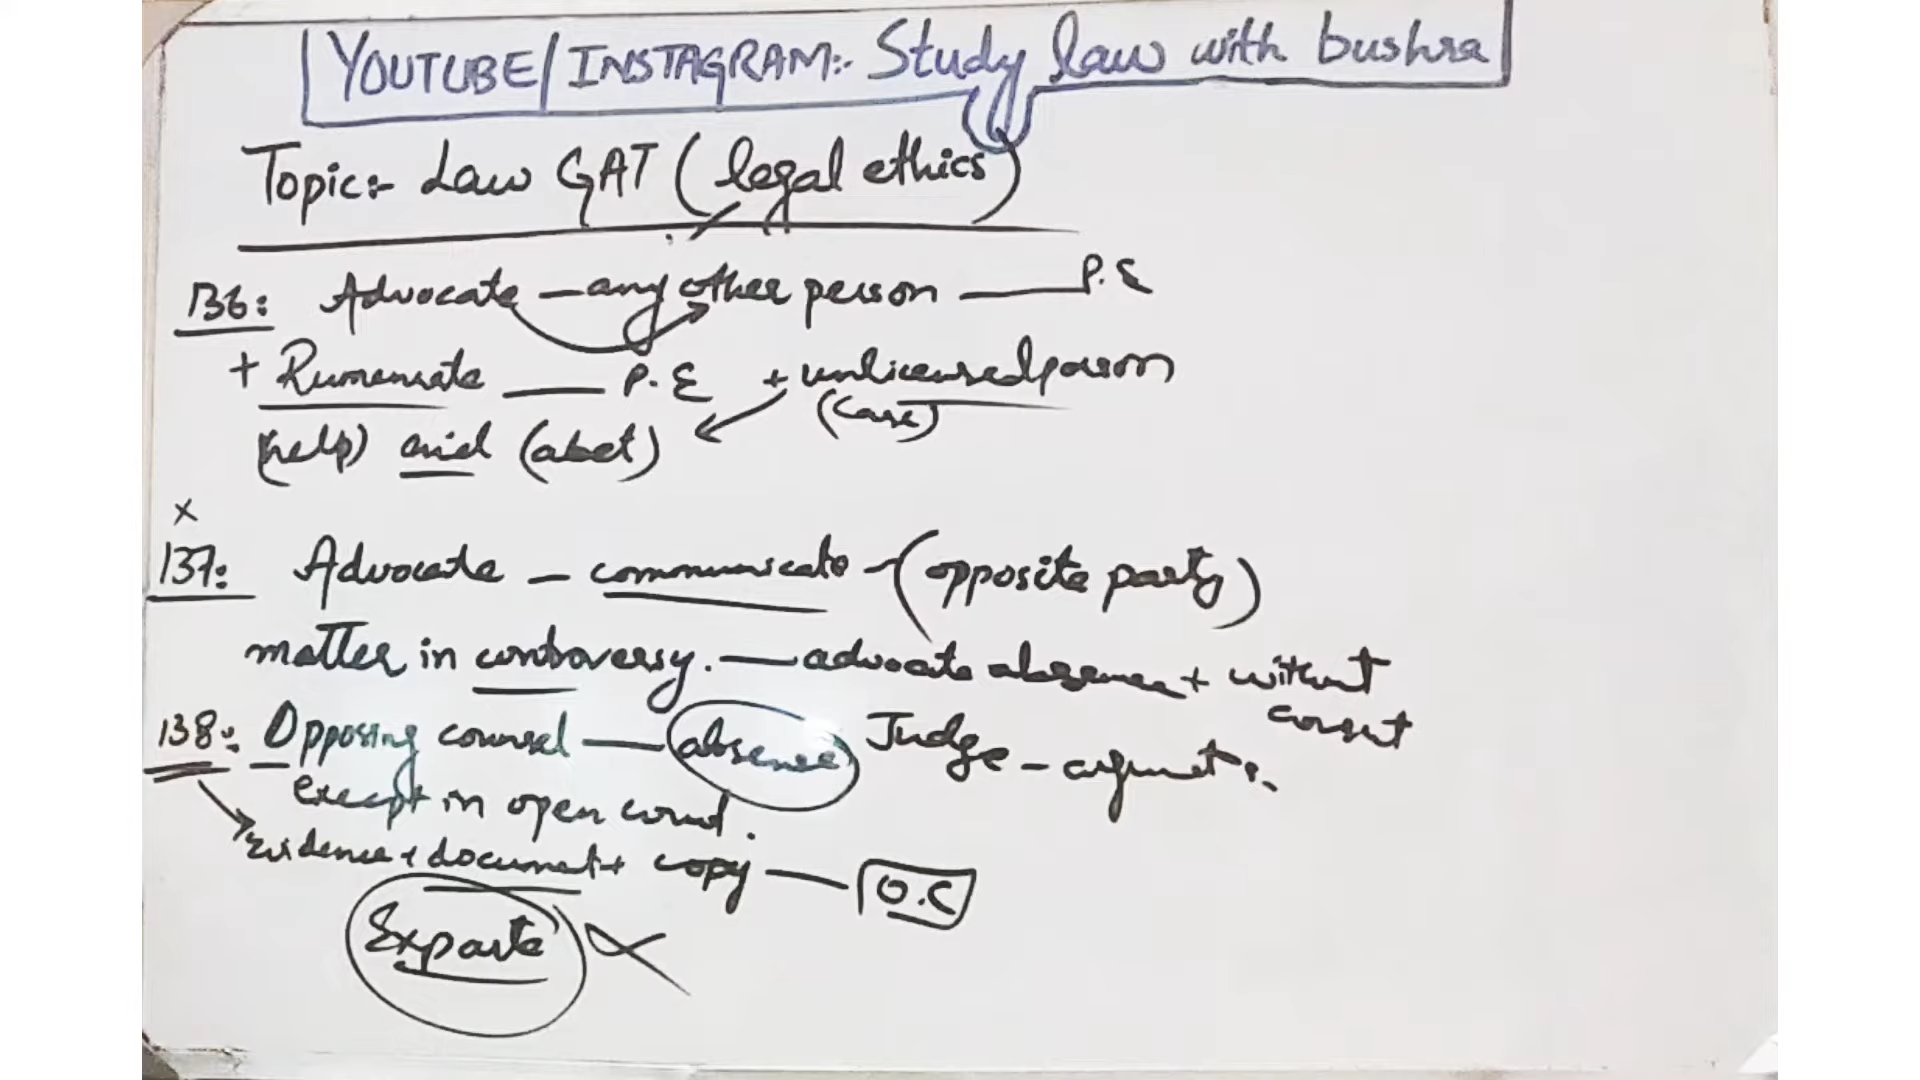 YOUTUBE/INSTAGRAM:- Study law with bushra
Topic:- Law GAT (legal ethics)
136: Advocate — any other person — P.E
+ Rumenrate — P.E + unlicensed person
(case)
(help) aid (abet)
x
137: Advocate — communicate - (opposite party)
matter in controversy. — advocate absence + without
consent
138: Opposing counsel — absence Judge - arguments.
except in open court.
evidence + document + copy — O.C
Exparte x